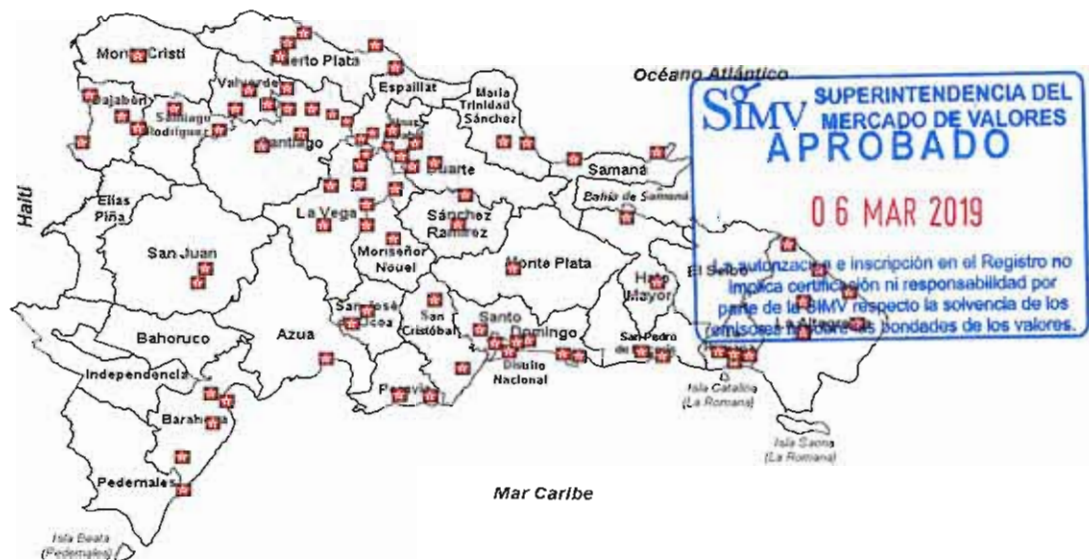 Monte Cristi
Puerto Plata
Océano Atlántico
Valverde
Espaillat
María
Trinidad
Sánchez
Dajabón
Santiago
Rodríguez
Santiago
Duarte
Samaná
Haití
Elías
Piña
La Vega
Sánchez
Ramírez
Bahía de Samaná
San Juan
Monseñor
Nouel
Monte Plata
Hato
Mayor
El Seibo
Azua
San José
Ocoa
San
Cristóbal
Santo
Domingo
San Pedro
Distrito
Nacional
Bahoruco
Independencia
Peravia
Barahona
Pedernales
Isla Catalina
(La Romana)
Isla Saona
(La Romana)
Mar Caribe
Isla Beata
(Pedernales)
SIMV SUPERINTENDENCIA DEL
MERCADO DE VALORES
APROBADO
06 MAR 2019
La autorización e inscripción en el Registro no
implica certificación ni responsabilidad por
parte de la SIMV respecto la solvencia de los
emisores bondades de los valores.